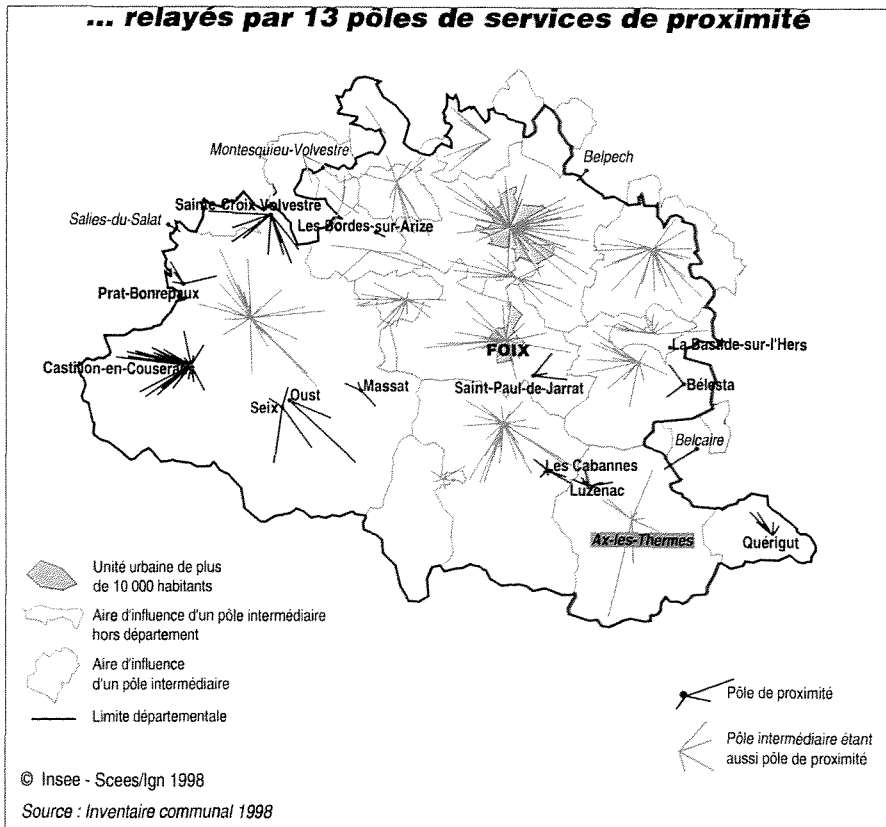 ... relayés par 13 pôles de services de proximité
Montesquieu-Volvestre
Belpech
Sainte Croix Volvestre
Salies-du-Salat
Les Bordes-sur-Arize
Prat-Bonrepaux
FOIX
La Bastide-sur-l'Hers
Castillon-en-Couserans
Massat
Saint-Paul-de-Jarrat
Bélesta
Oust
Seix
Belcaire
Les Cabannes
Luzenac
Ax-les-Thermes
Quérigut
Unité urbaine de plus
de 10 000 habitants
Aire d'influence d'un pôle intermédiaire
hors département
Aire d'influence
d'un pôle intermédiaire
Limite départementale
Pôle de proximité
Pôle intermédiaire étant
aussi pôle de proximité
© Insee - Scees/Ign 1998
Source : Inventaire communal 1998